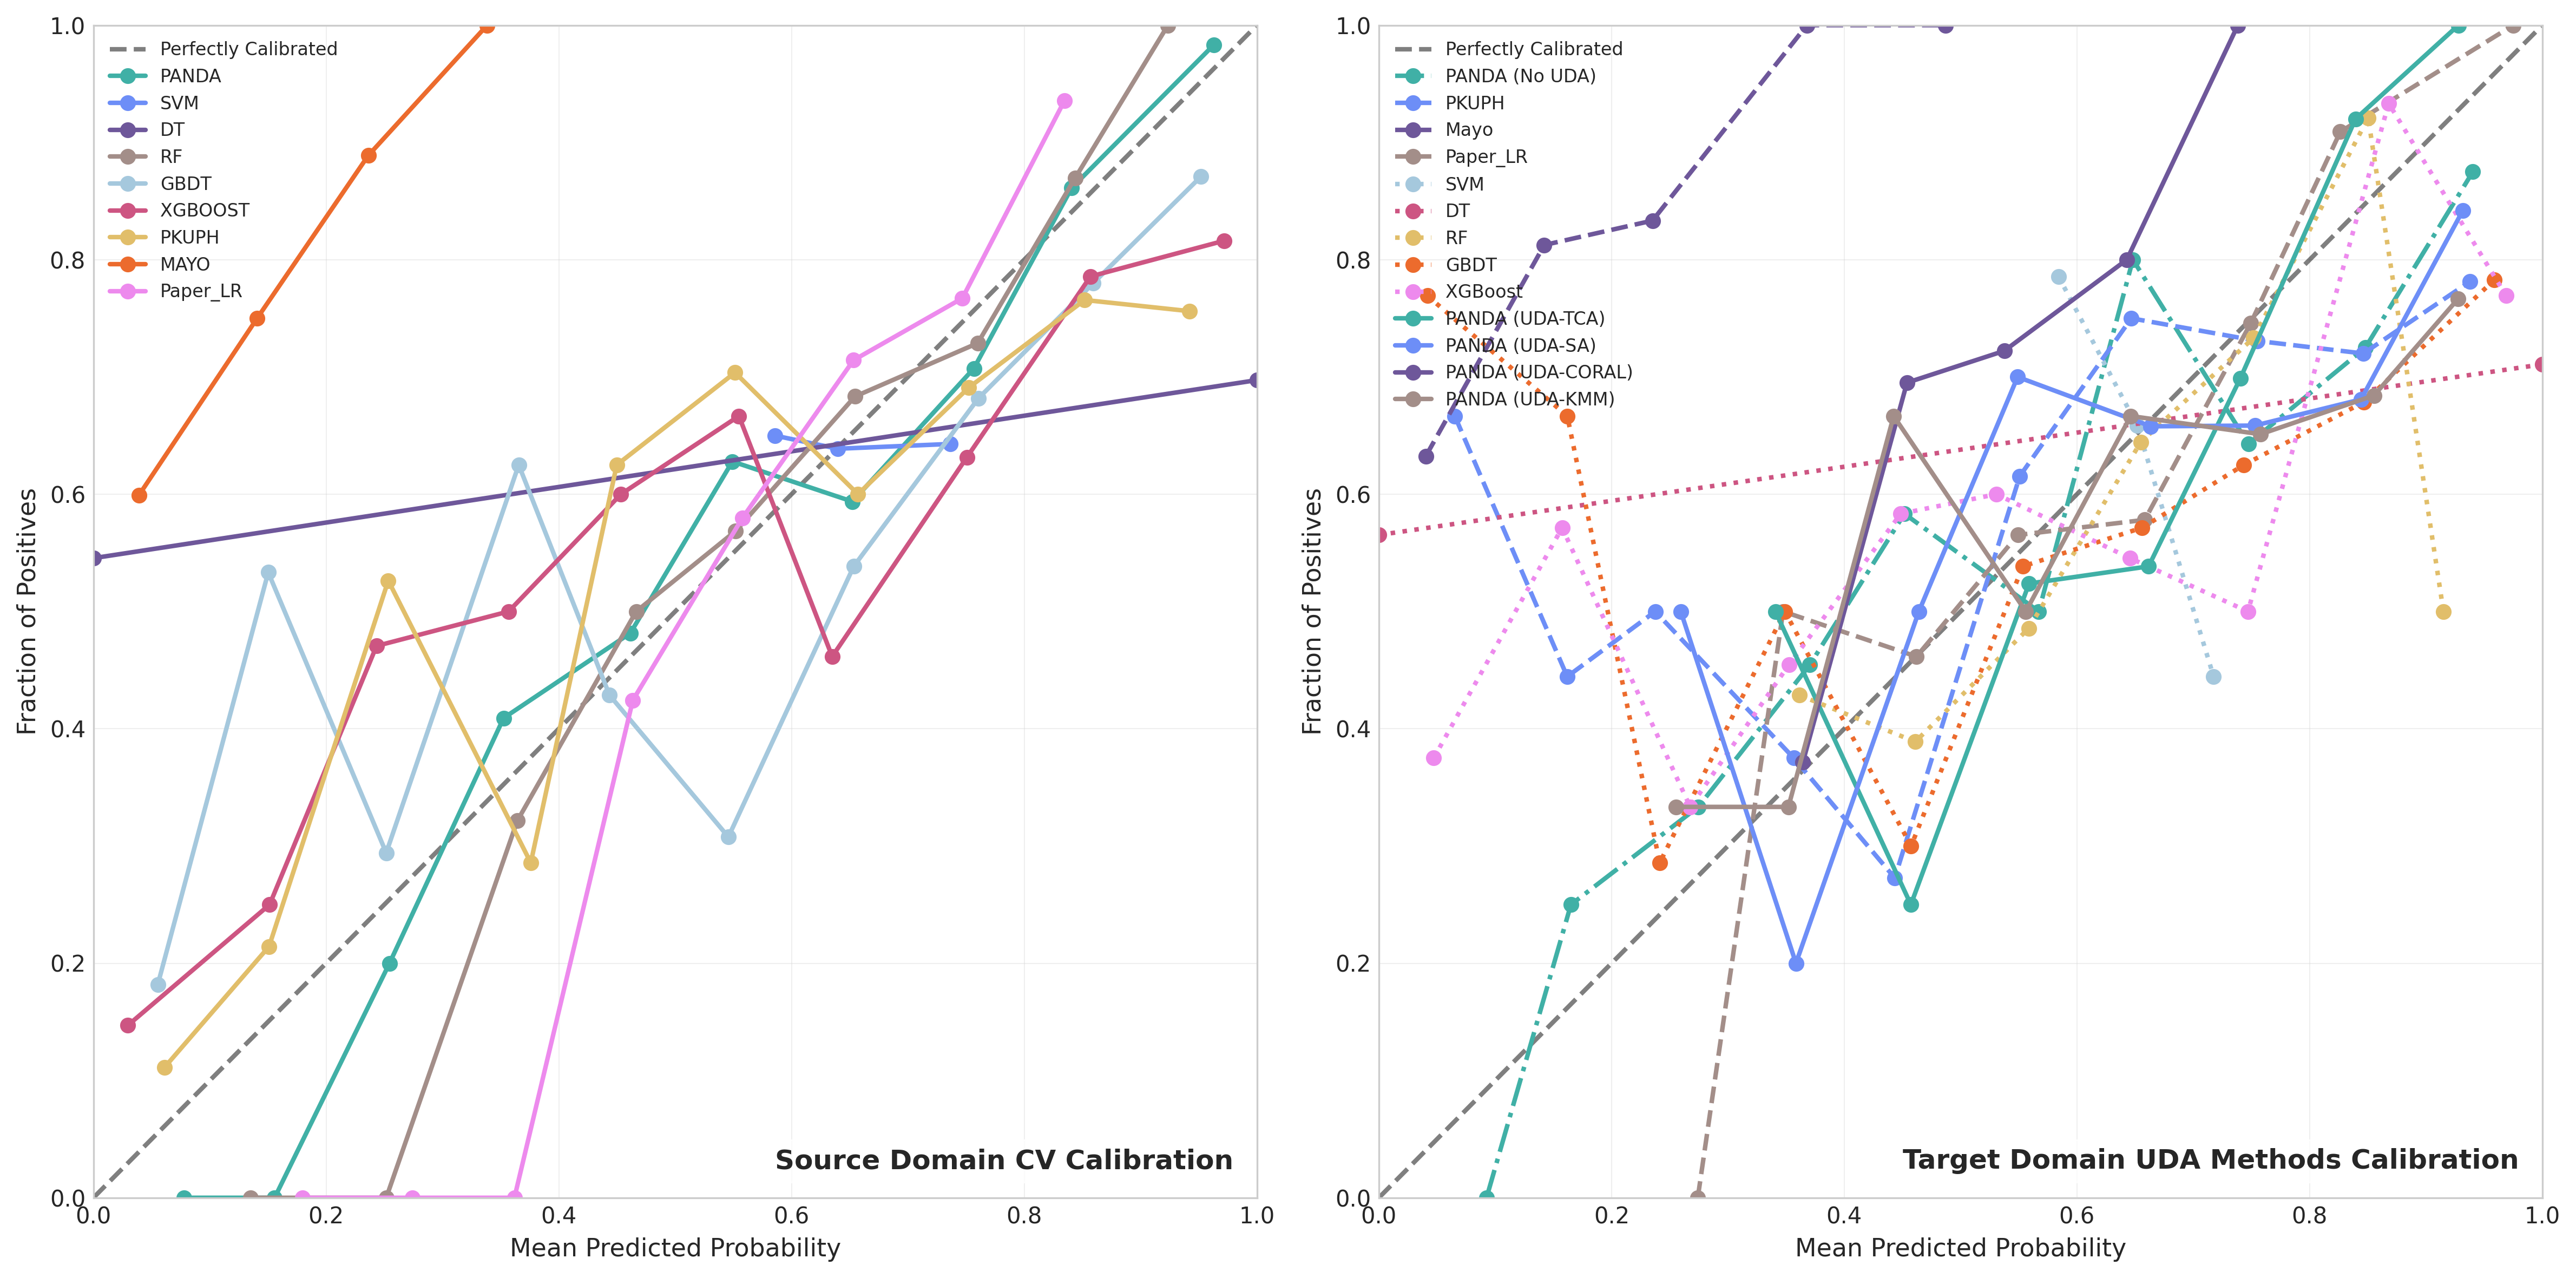 Perfectly Calibrated
PANDA
SVM
DT
RF
GBDT
XGBOOST
PKUPH
MAYO
Paper_LR
1.0
0.8
0.6
0.4
0.2
0.0
Fraction of Positives
Source Domain CV Calibration
0.0 0.2 0.4 0.6 0.8 1.0
Mean Predicted Probability
Perfectly Calibrated
PANDA (No UDA)
PKUPH
Mayo
Paper_LR
SVM
DT
RF
GBDT
XGBoost
PANDA (UDA-TCA)
PANDA (UDA-SA)
PANDA (UDA-CORAL)
PANDA (UDA-KMM)
1.0
0.8
0.6
0.4
0.2
0.0
Fraction of Positives
Target Domain UDA Methods Calibration
0.0 0.2 0.4 0.6 0.8 1.0
Mean Predicted Probability